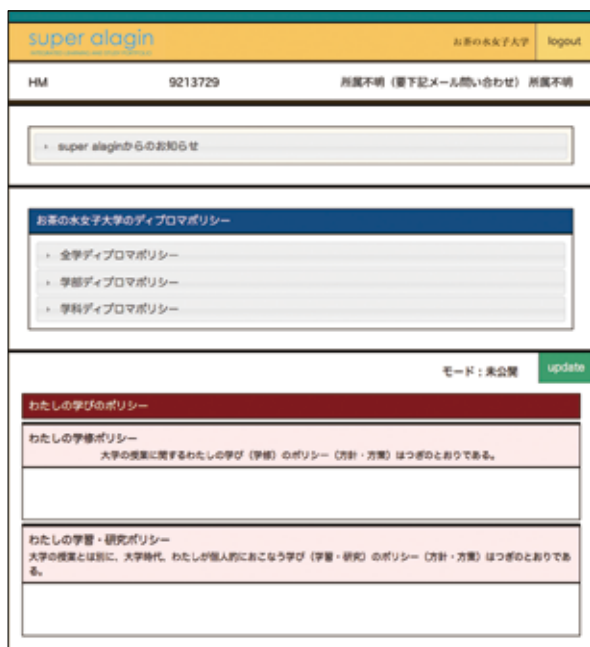 super alagin
お茶の水女子大学 logout
HM 9213729 所属不明（要下記メール問い合わせ） 所属不明
super alaginからのお知らせ
お茶の水女子大学のディプロマポリシー
全学ディプロマポリシー
学部ディプロマポリシー
学科ディプロマポリシー
モード：未公開 update
わたしの学びのポリシー
わたしの学修ポリシー
大学の授業に関するわたしの学び（学修）のポリシー（方針・方策）はつぎのとおりである。
わたしの学習・研究ポリシー
大学の授業とは別に、大学時代、わたしが個人的におこなう学び（学習・研究）のポリシー（方針・方策）はつぎのとおりであ
る。